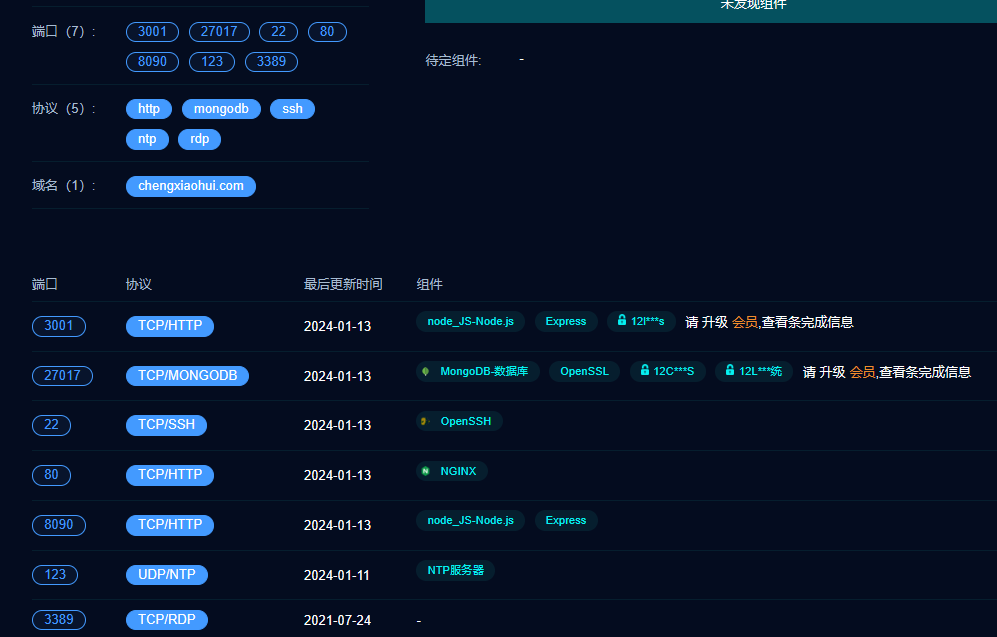 未发现组件
端口（7）: 3001 27017 22 80
8090 123 3389
待定组件: -
协议（5）: http mongodb ssh
ntp rdp
域名（1）: chengxiaohui.com
端口 协议 最后更新时间 组件
3001 TCP/HTTP 2024-01-13 node_JS-Node.js Express 12l***s 请 升级 会员,查看条完成信息
27017 TCP/MONGODB 2024-01-13 MongoDB-数据库 OpenSSL 12C***S 12L***统 请 升级 会员,查看条完成信息
22 TCP/SSH 2024-01-13 OpenSSH
80 TCP/HTTP 2024-01-13 NGINX
8090 TCP/HTTP 2024-01-13 node_JS-Node.js Express
123 UDP/NTP 2024-01-11 NTP服务器
3389 TCP/RDP 2021-07-24 -